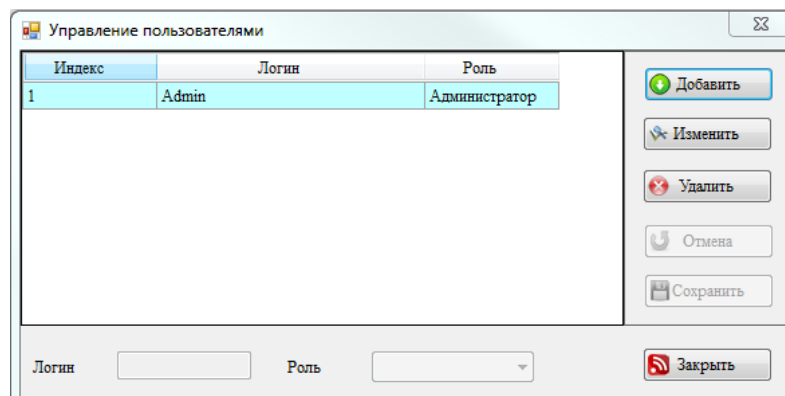 Управление пользователями
Индекс Логин Роль
1 Admin Администратор
Добавить
Изменить
Удалить
Отмена
Сохранить
Логин Роль
Закрыть